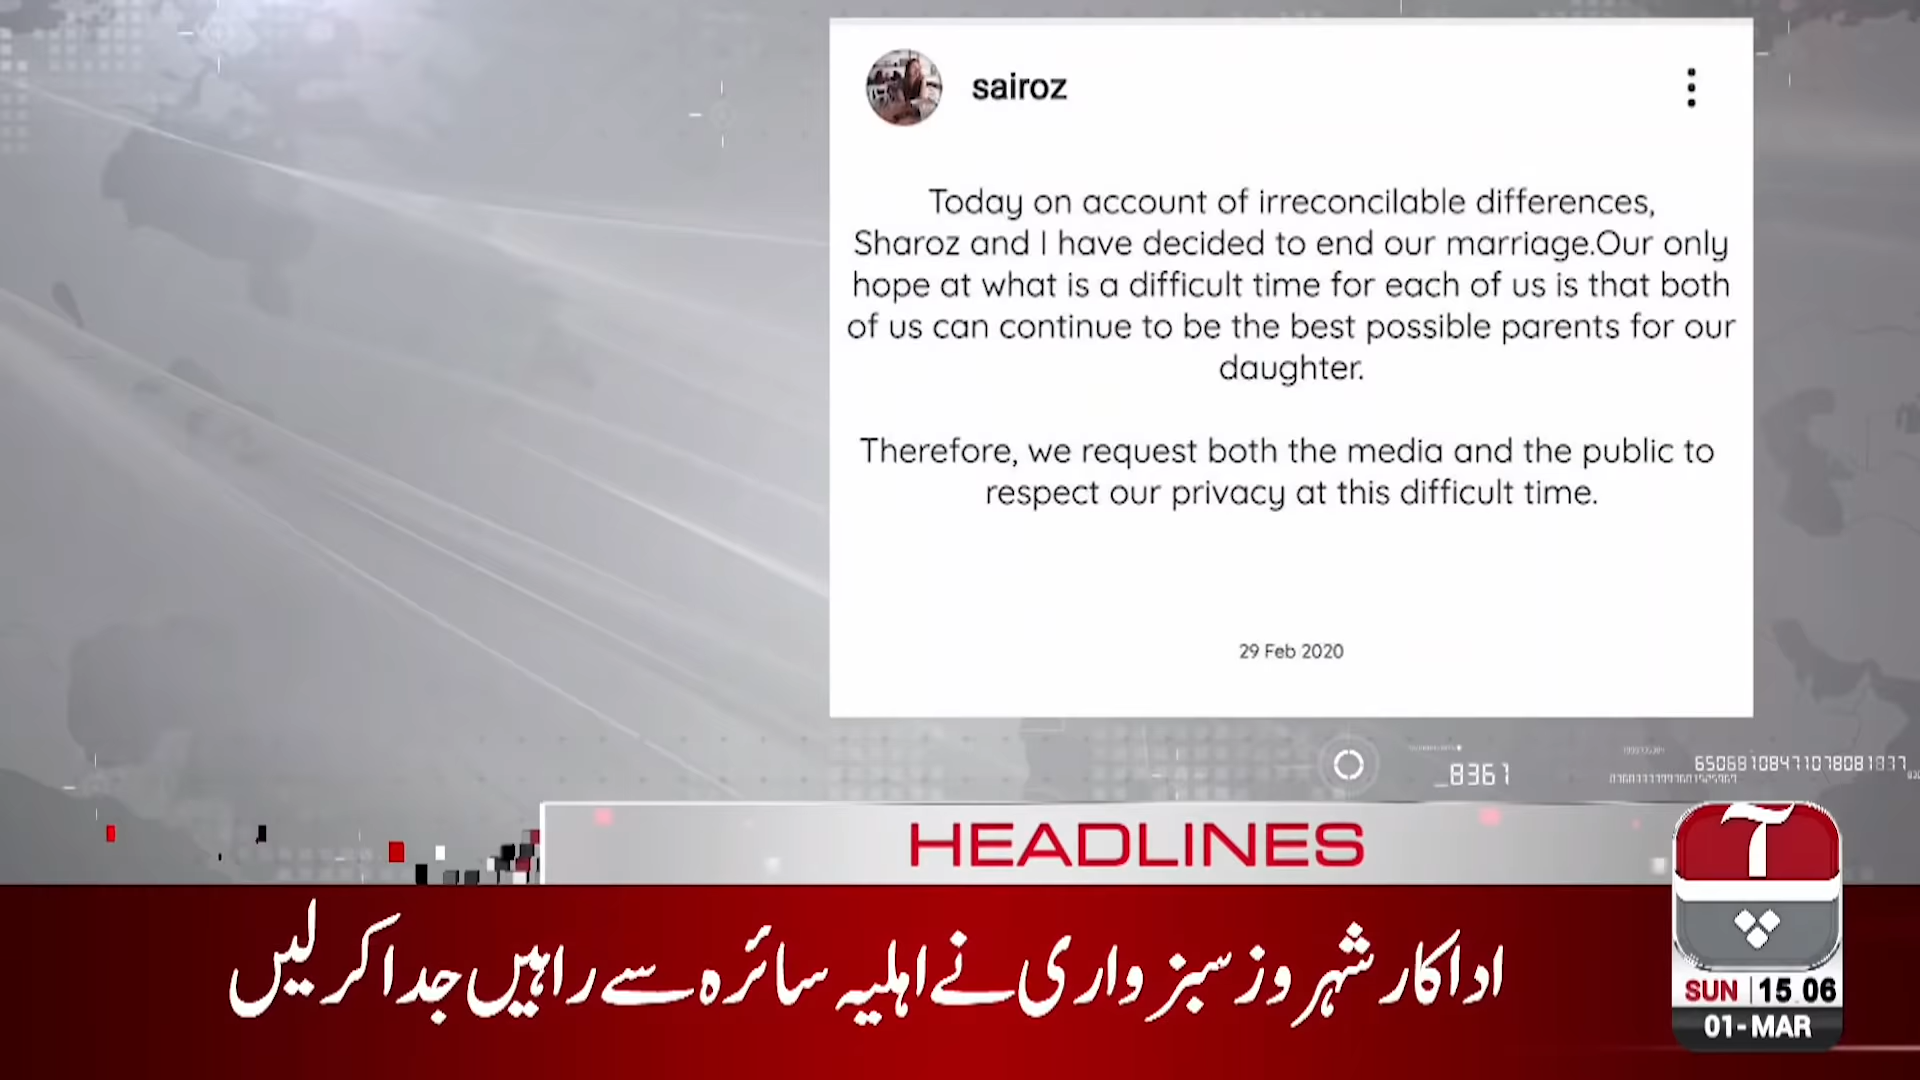 sairoz
Today on account of irreconcilable differences,
Sharoz and I have decided to end our marriage.Our only
hope at what is a difficult time for each of us is that both
of us can continue to be the best possible parents for our
daughter.
Therefore, we request both the media and the public to
respect our privacy at this difficult time.
29 Feb 2020
_8361
HEADLINES
اداکار شہروز سبزواری نے اہلیہ سائرہ سے راہیں جدا کر لیں
آپ
SUN 15 06
01-MAR